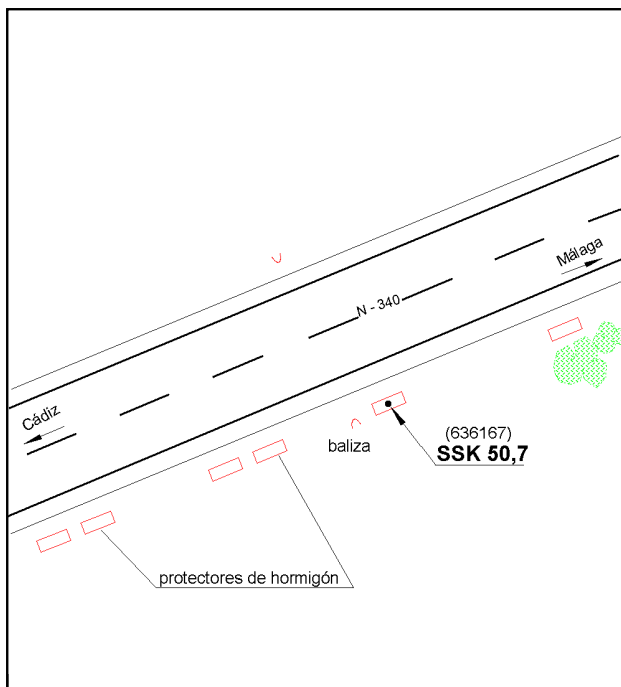 Málaga
N - 340
Cádiz
baliza
(636167)
SSK 50,7
protectores de hormigón